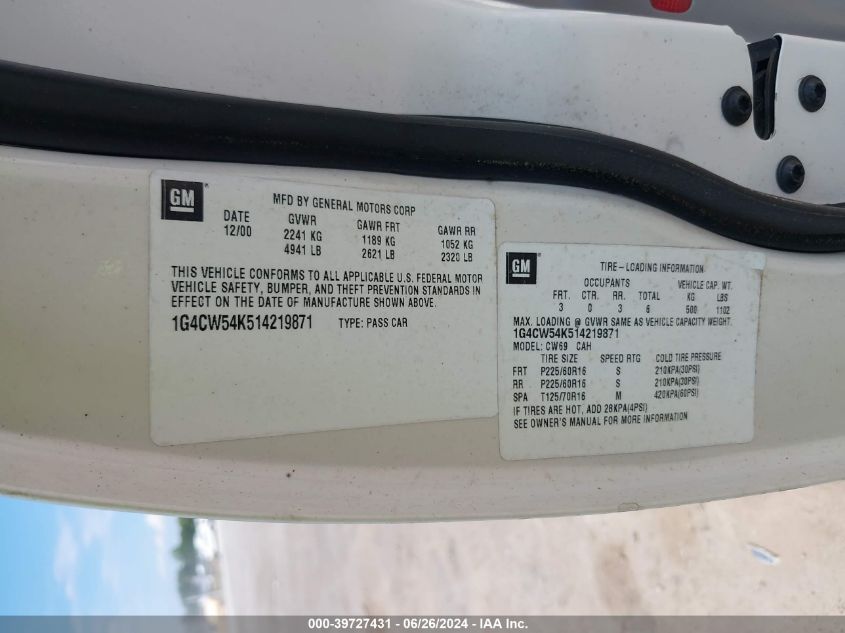 GM
MFD BY GENERAL MOTORS CORP
DATE GVWR GAWR FRT GAWR RR
12/00 2241 KG 1189 KG 1052 KG
4941 LB 2621 LB 2320 LB
THIS VEHICLE CONFORMS TO ALL APPLICABLE U.S. FEDERAL MOTOR
VEHICLE SAFETY, BUMPER, AND THEFT PREVENTION STANDARDS IN
EFFECT ON THE DATE OF MANUFACTURE SHOWN ABOVE.
1G4CW54K514219871 TYPE: PASS CAR
GM
TIRE-LOADING INFORMATION
OCCUPANTS VEHICLE CAP. WT.
FRT. CTR. RR. TOTAL KG LBS
3 0 3 6 500 1102
MAX. LOADING @ GVWR SAME AS VEHICLE CAPACITY WEIGHT.
1G4CW54K514219871
MODEL: CW69 CAH
TIRE SIZE SPEED RTG COLD TIRE PRESSURE
FRT P225/60R16 S 210KPA(30PSI)
RR P225/60R16 S 210KPA(30PSI)
SPA T125/70R16 M 420KPA(60PSI)
IF TIRES ARE HOT, ADD 28KPA(4PSI)
SEE OWNER'S MANUAL FOR MORE INFORMATION
000-39727431 - 06/26/2024 - IAA Inc.